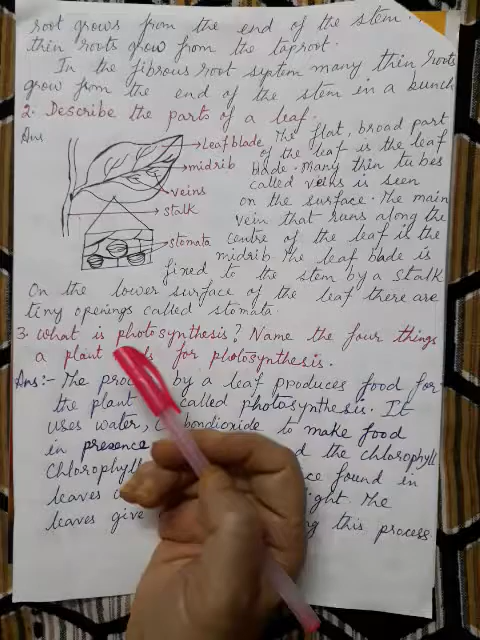 root grows from the end of the stem.
thin roots grow from the taproot.
In the fibrous root system many thin roots
grow from the end of the stem in a bunch
2. Describe the parts of a leaf.
Ans
Leaf blade
midrib
veins
stalk
stomata
The flat, broad part
of the leaf is the leaf
blade. Many thin tubes
called veins is seen
on the surface. The main
vein that runs along the
centre of the leaf is the
midrib. The leaf blade is
fixed to the stem by a stalk
On the lower surface of the leaf there are
tiny openings called stomata.
3. What is photosynthesis? Name the four things
a plant for photosynthesis.
Ans:- The by a leaf produces food for
the plant called photosynthesis. It
uses water, to make food
in presence the chlorophyll
Chlorophyll found in
leaves The
leaves give this process.